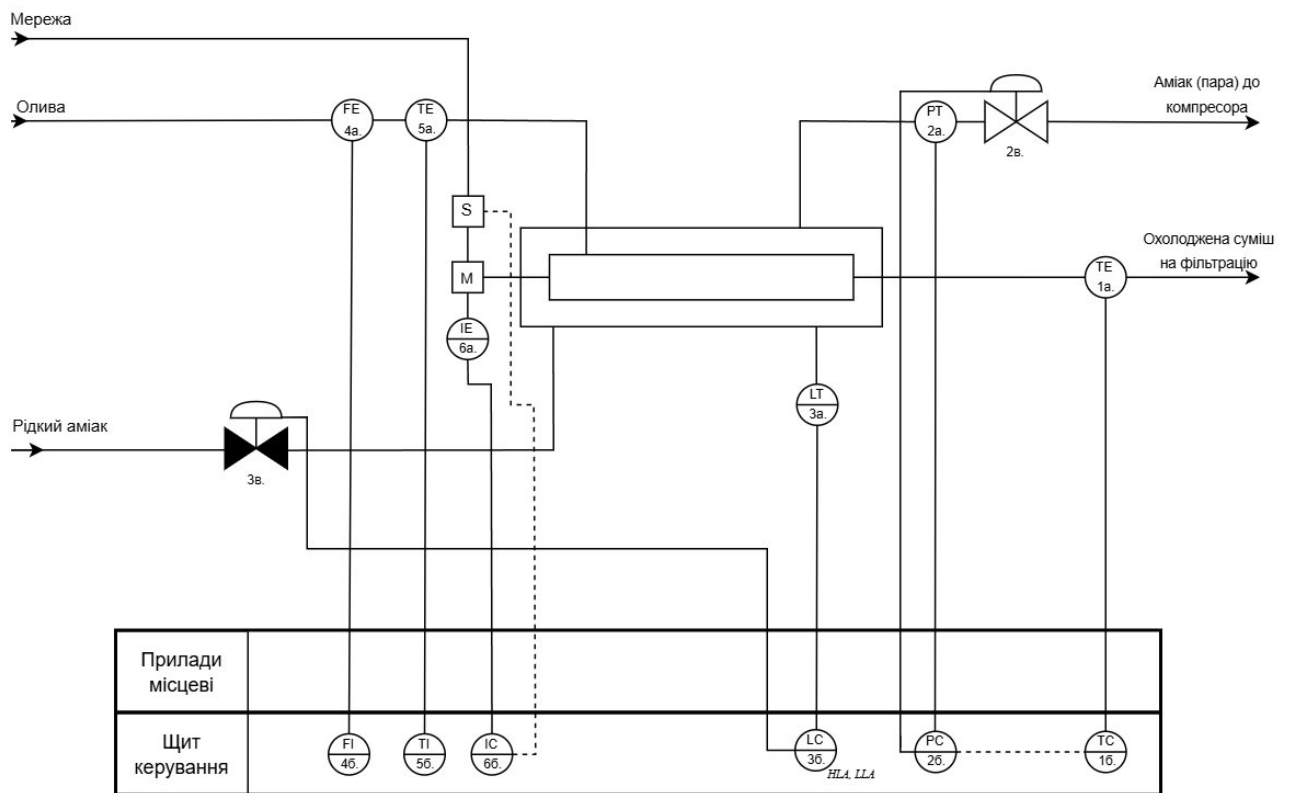 Мережа
Олива
FE
4а.
TE
5а.
PT
2а.
2в.
Аміак (пара) до
компресора
S
M
IE
6а.
Охолоджена суміш
на фільтрацію
TE
1а.
LT
3а.
Рідкий аміак
3в.
Прилади
місцеві
Щит
керування
FI
4б.
TI
5б.
IC
6б.
LC
3б.
HLA, LLA
PC
2б.
TC
1б.